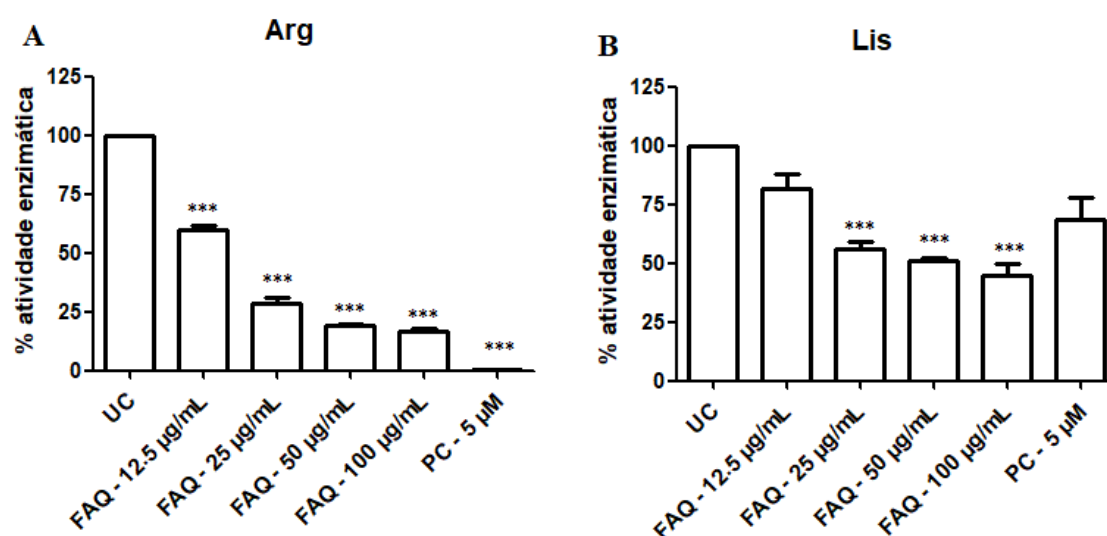 A
Arg
% atividade enzimática
125
100
75
50
25
0
***
***
***
***
***
UC
FAQ - 12.5 µg/mL
FAQ - 25 µg/mL
FAQ - 50 µg/mL
FAQ - 100 µg/mL
PC - 5 µM
B
Lis
% atividade enzimática
125
100
75
50
25
0
***
***
***
UC
FAQ - 12.5 µg/mL
FAQ - 25 µg/mL
FAQ - 50 µg/mL
FAQ - 100 µg/mL
PC - 5 µM